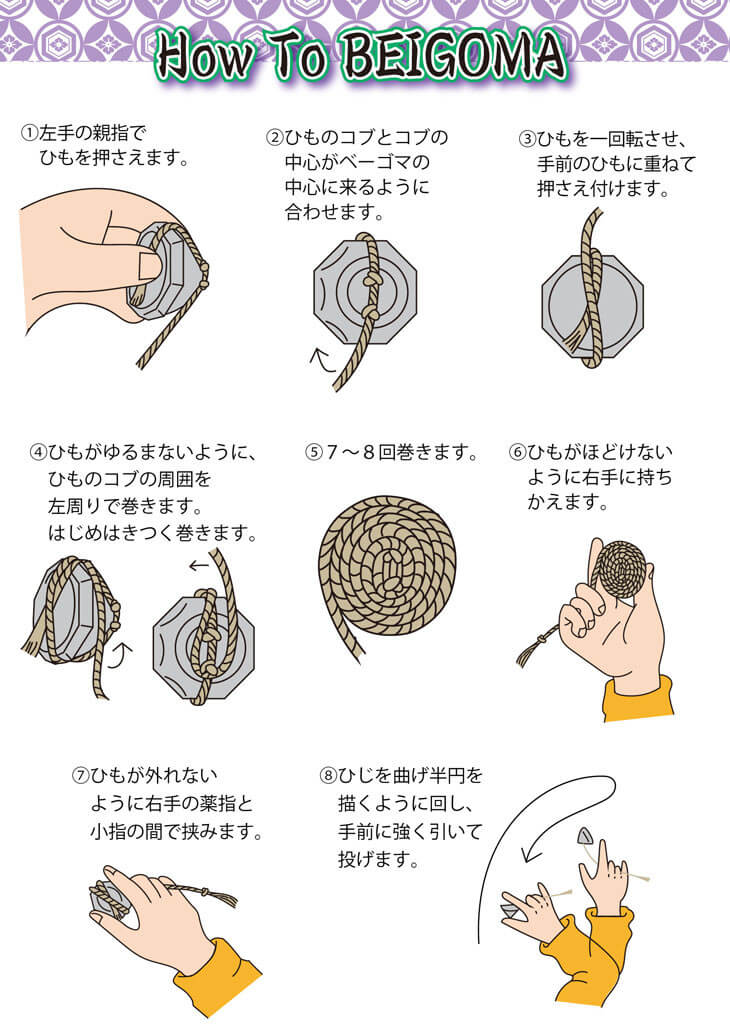 How To BEIGOMA
①左手の親指で
ひもを押さえます。
②ひものコブとコブの
中心がベーゴマの
中心に来るように
合わせます。
③ひもを一回転させ、
手前のひもに重ねて
押さえ付けます。
④ひもがゆるまないように、
ひものコブの周囲を
左周りで巻きます。
はじめはきつく巻きます。
⑤７～８回巻きます。
⑥ひもがほどけない
ように右手に持ち
かえます。
⑦ひもが外れない
ように右手の薬指と
小指の間で挟みます。
⑧ひじを曲げ半円を
描くように回し、
手前に強く引いて
投げます。